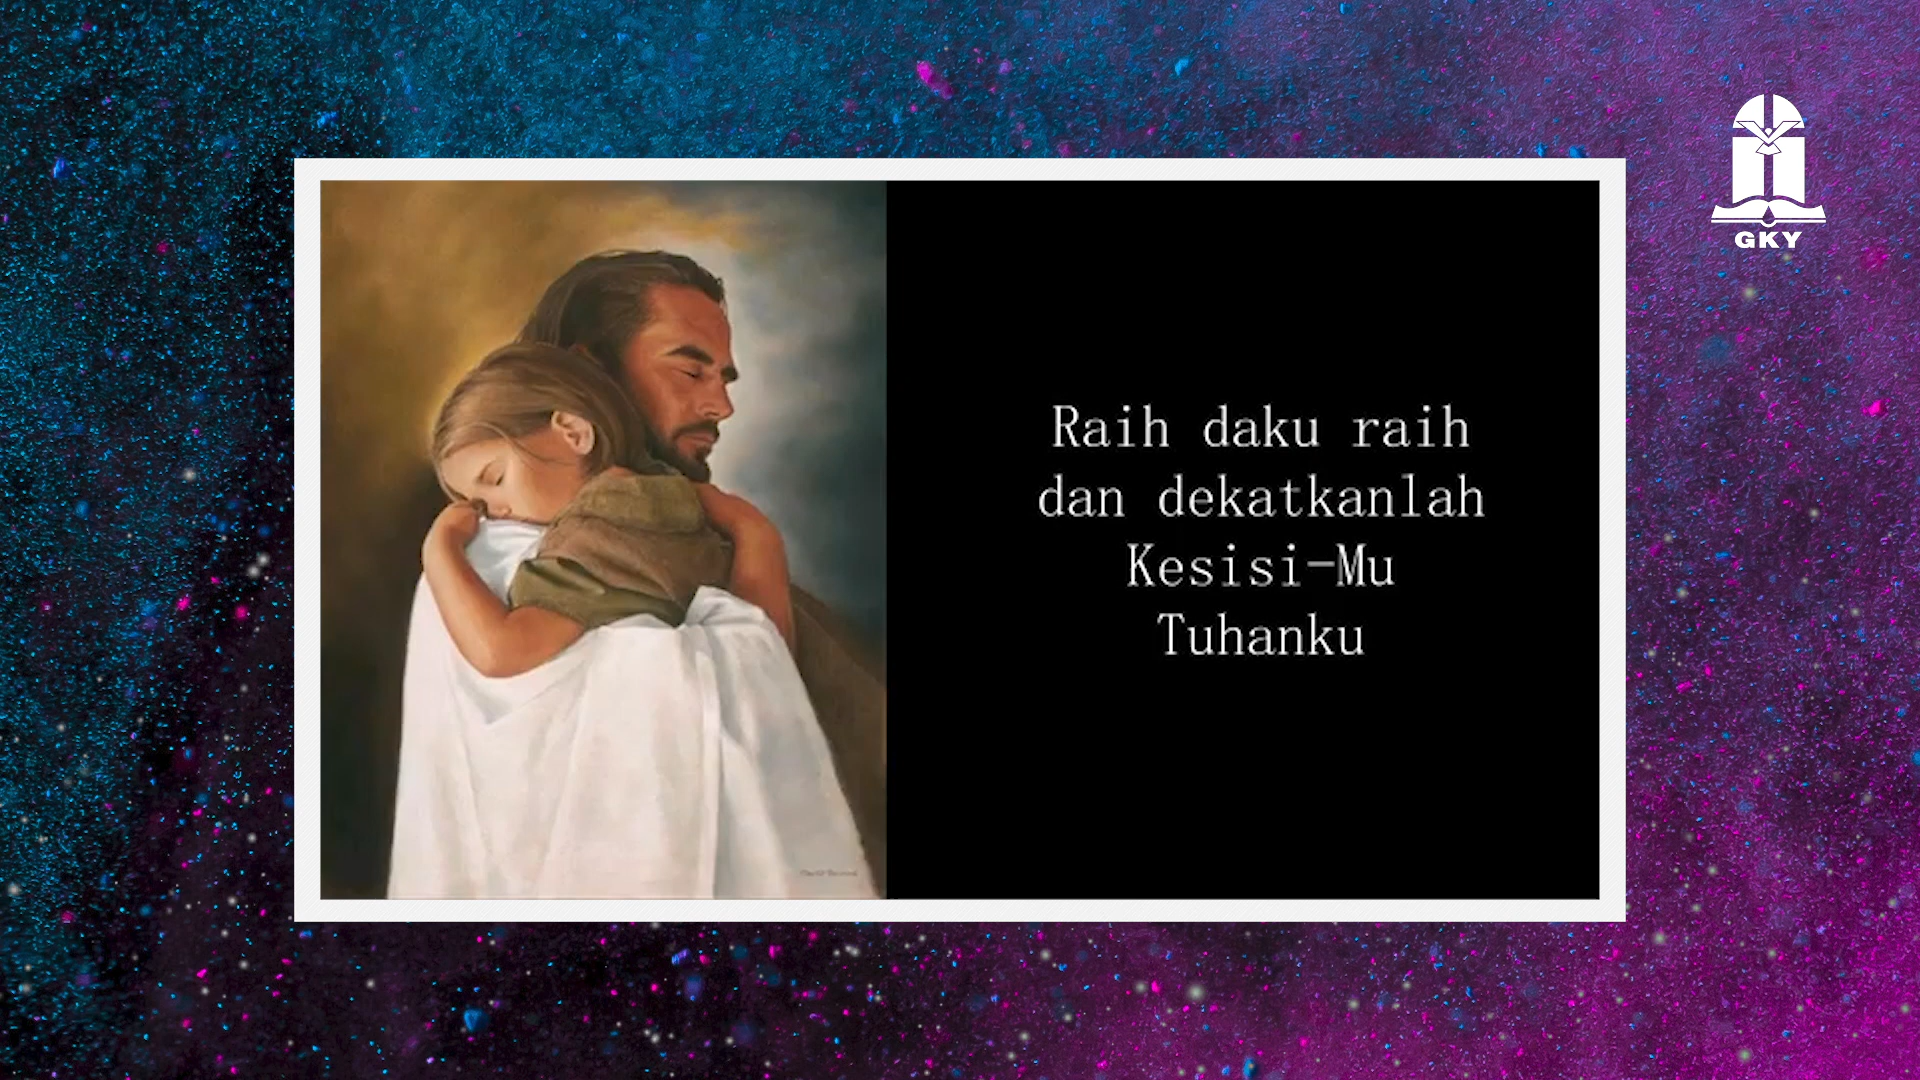 GKY
Raih daku raih
dan dekatkanlah
Kesisi-Mu
Tuhanku